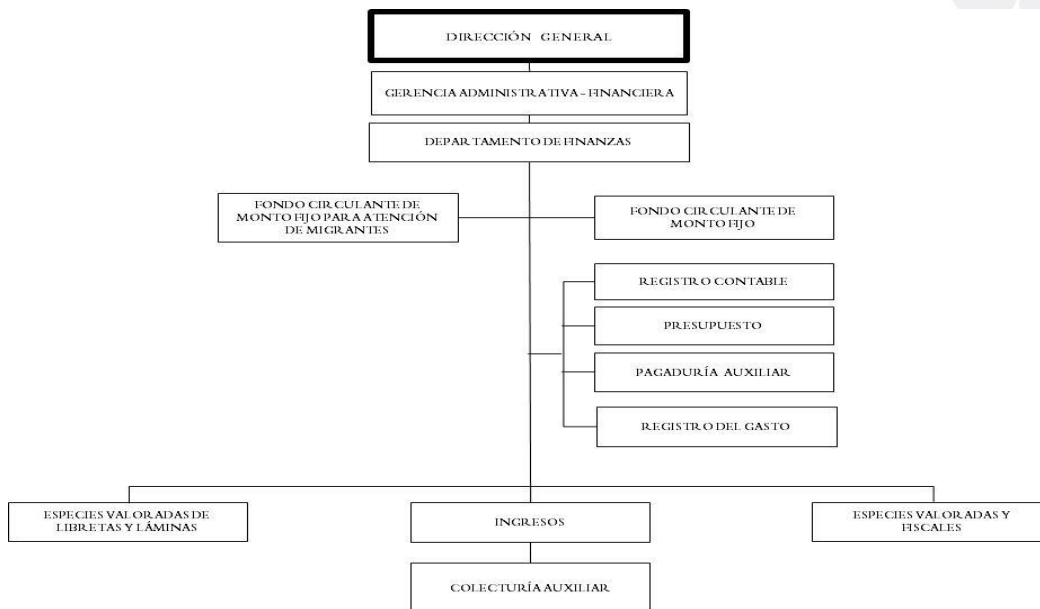 DIRECCIÓN GENERAL
GERENCIA ADMINISTRATIVA - FINANCIERA
DEPARTAMENTO DE FINANZAS
FONDO CIRCULANTE DE
MONTO FIJO PARA ATENCIÓN
DE MIGRANTES
FONDO CIRCULANTE DE
MONTO FIJO
REGISTRO CONTABLE
PRESUPUESTO
PAGADURÍA AUXILIAR
REGISTRO DEL GASTO
ESPECIES VALORADAS DE
LIBRETAS Y LÁMINAS
INGRESOS
ESPECIES VALORADAS Y
FISCALES
COLECTURÍA AUXILIAR